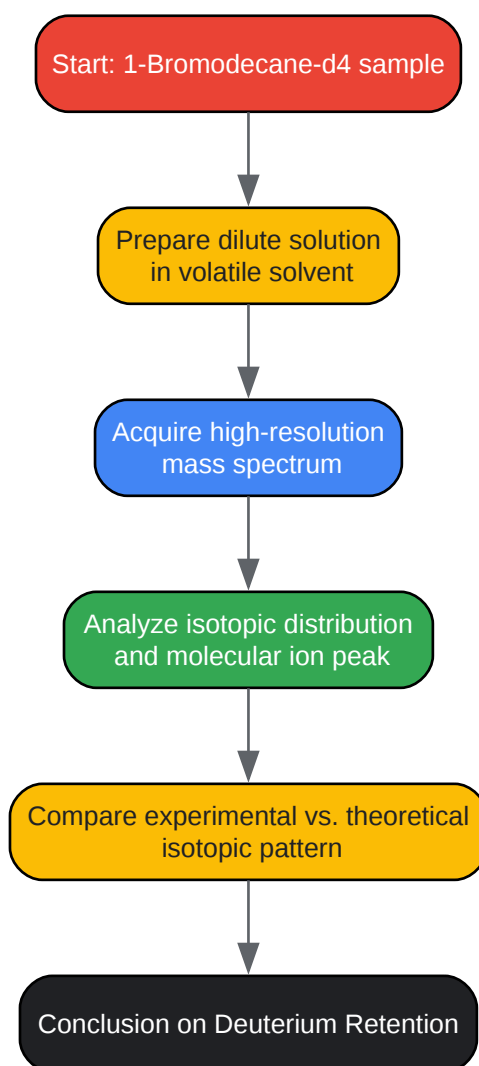 Start: 1-Bromodecane-d4 sample
Prepare dilute solution
in volatile solvent
Acquire high-resolution
mass spectrum
Analyze isotopic distribution
and molecular ion peak
Compare experimental vs. theoretical
isotopic pattern
Conclusion on Deuterium Retention